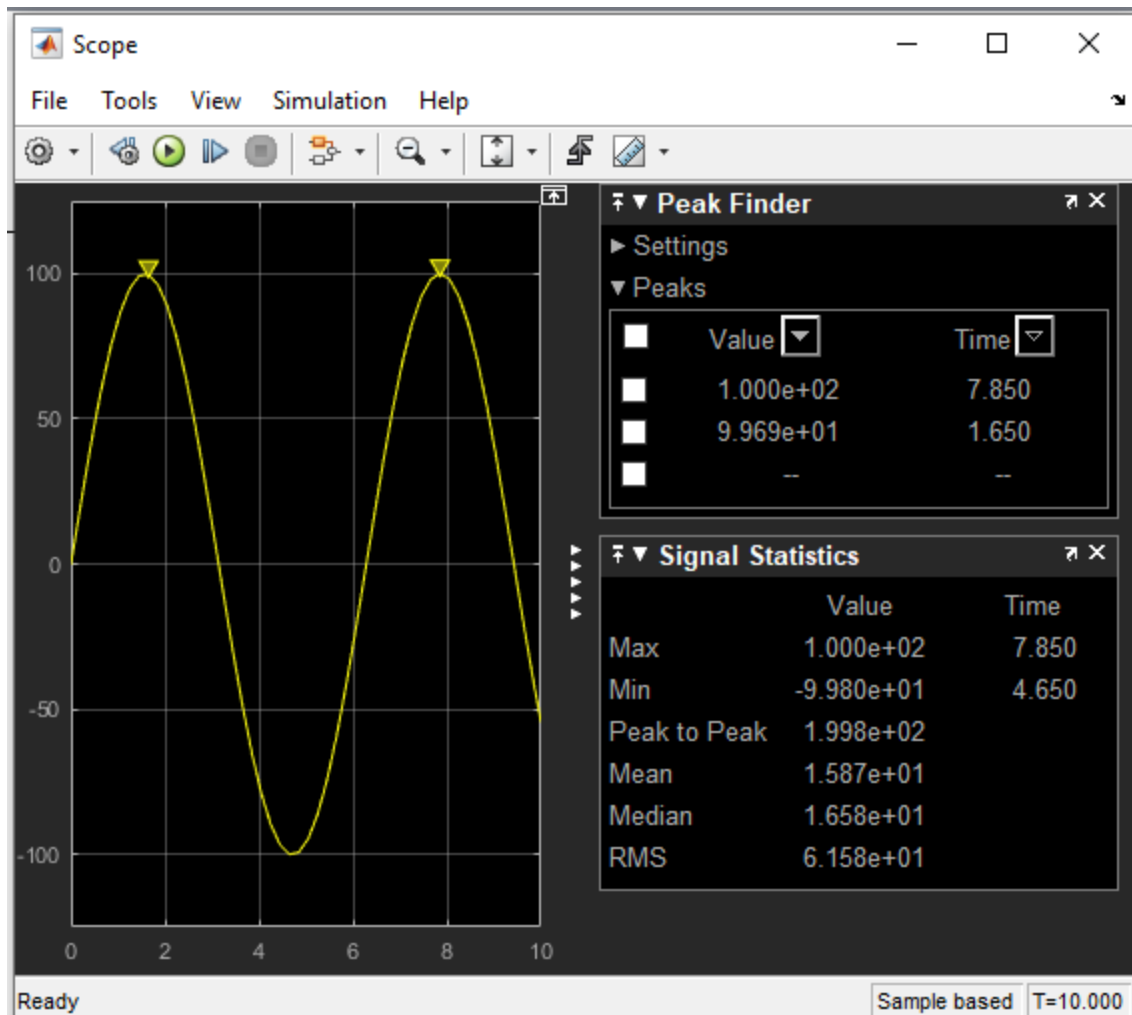 Scope
File Tools View Simulation Help
100
50
0
-50
-100
0 2 4 6 8 10
Peak Finder
Settings
Peaks
Value Time
1.000e+02 7.850
9.969e+01 1.650
-- --
Signal Statistics
Value Time
Max 1.000e+02 7.850
Min -9.980e+01 4.650
Peak to Peak 1.998e+02
Mean 1.587e+01
Median 1.658e+01
RMS 6.158e+01
Ready Sample based T=10.000